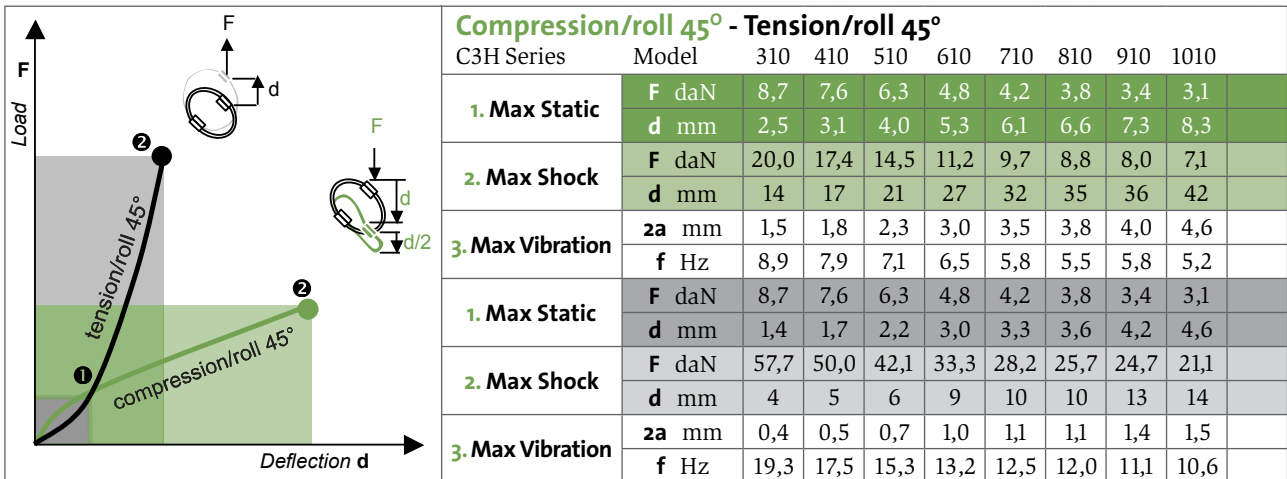 F
Load
F
d
❷
F
d
d/2
tension/roll 45°
❷
❶
compression/roll 45°
Deflection d
Compression/roll 45° - Tension/roll 45°
C3H Series Model 310 410 510 610 710 810 910 1010
1. Max Static F daN 8,7 7,6 6,3 4,8 4,2 3,8 3,4 3,1
d mm 2,5 3,1 4,0 5,3 6,1 6,6 7,3 8,3
2. Max Shock F daN 20,0 17,4 14,5 11,2 9,7 8,8 8,0 7,1
d mm 14 17 21 27 32 35 36 42
3. Max Vibration 2a mm 1,5 1,8 2,3 3,0 3,5 3,8 4,0 4,6
f Hz 8,9 7,9 7,1 6,5 5,8 5,5 5,8 5,2
1. Max Static F daN 8,7 7,6 6,3 4,8 4,2 3,8 3,4 3,1
d mm 1,4 1,7 2,2 3,0 3,3 3,6 4,2 4,6
2. Max Shock F daN 57,7 50,0 42,1 33,3 28,2 25,7 24,7 21,1
d mm 4 5 6 9 10 10 13 14
3. Max Vibration 2a mm 0,4 0,5 0,7 1,0 1,1 1,1 1,4 1,5
f Hz 19,3 17,5 15,3 13,2 12,5 12,0 11,1 10,6